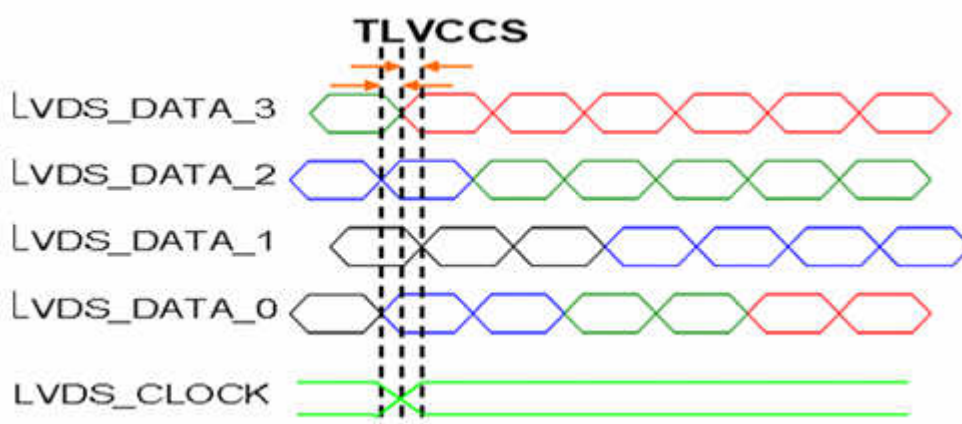 TLVCCS
LVDS_DATA_3
LVDS_DATA_2
LVDS_DATA_1
LVDS_DATA_0
LVDS_CLOCK